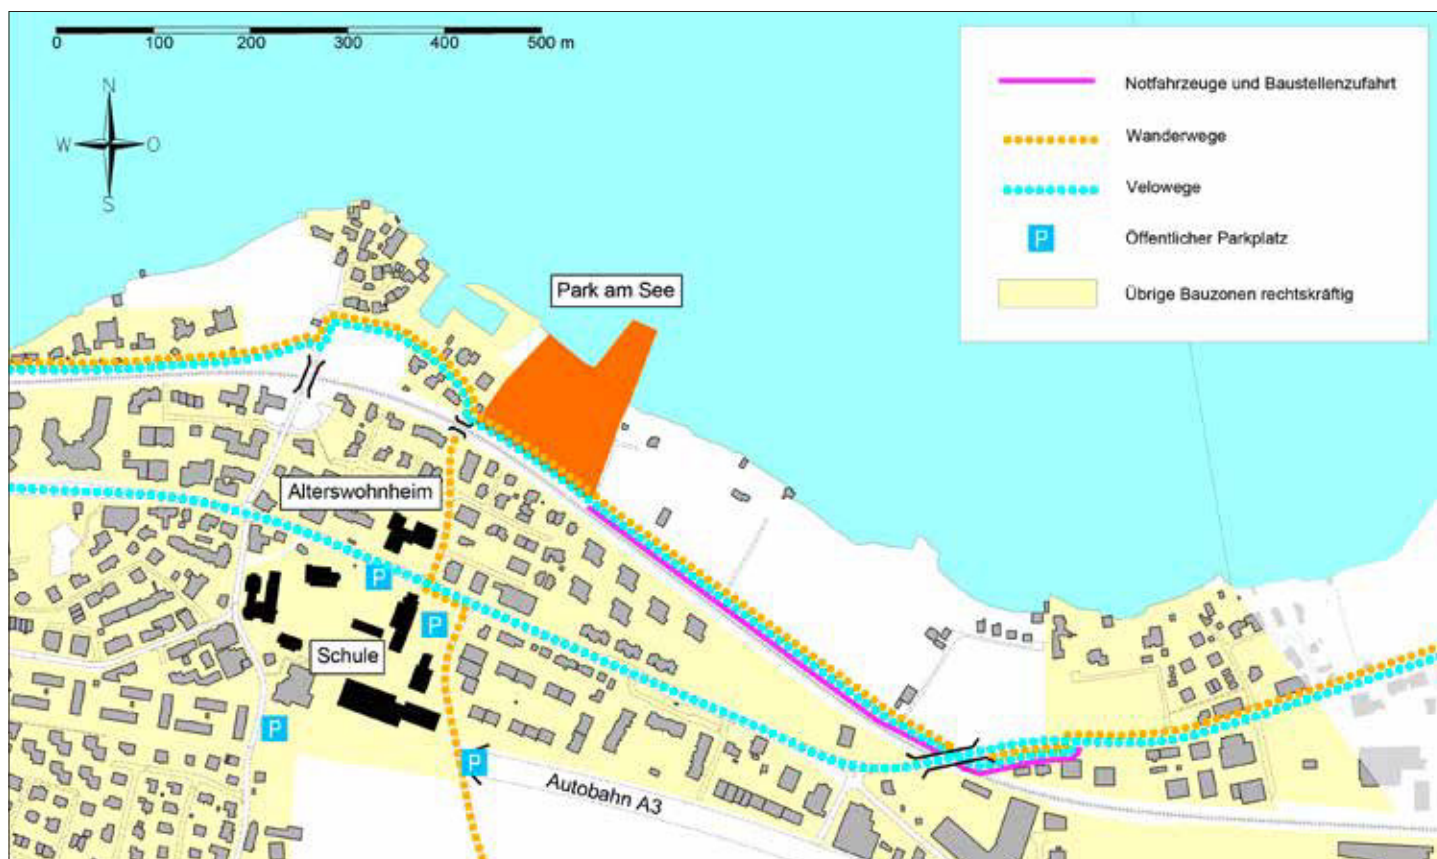 0 100 200 300 400 500 m
N
W O
S
Notfahrzeuge und Baustellenzufahrt
Wanderwege
Velowege
P Öffentlicher Parkplatz
Übrige Bauzonen rechtskräftig
Park am See
Alterswohnheim
P
P
Schule
P
P
Autobahn A3